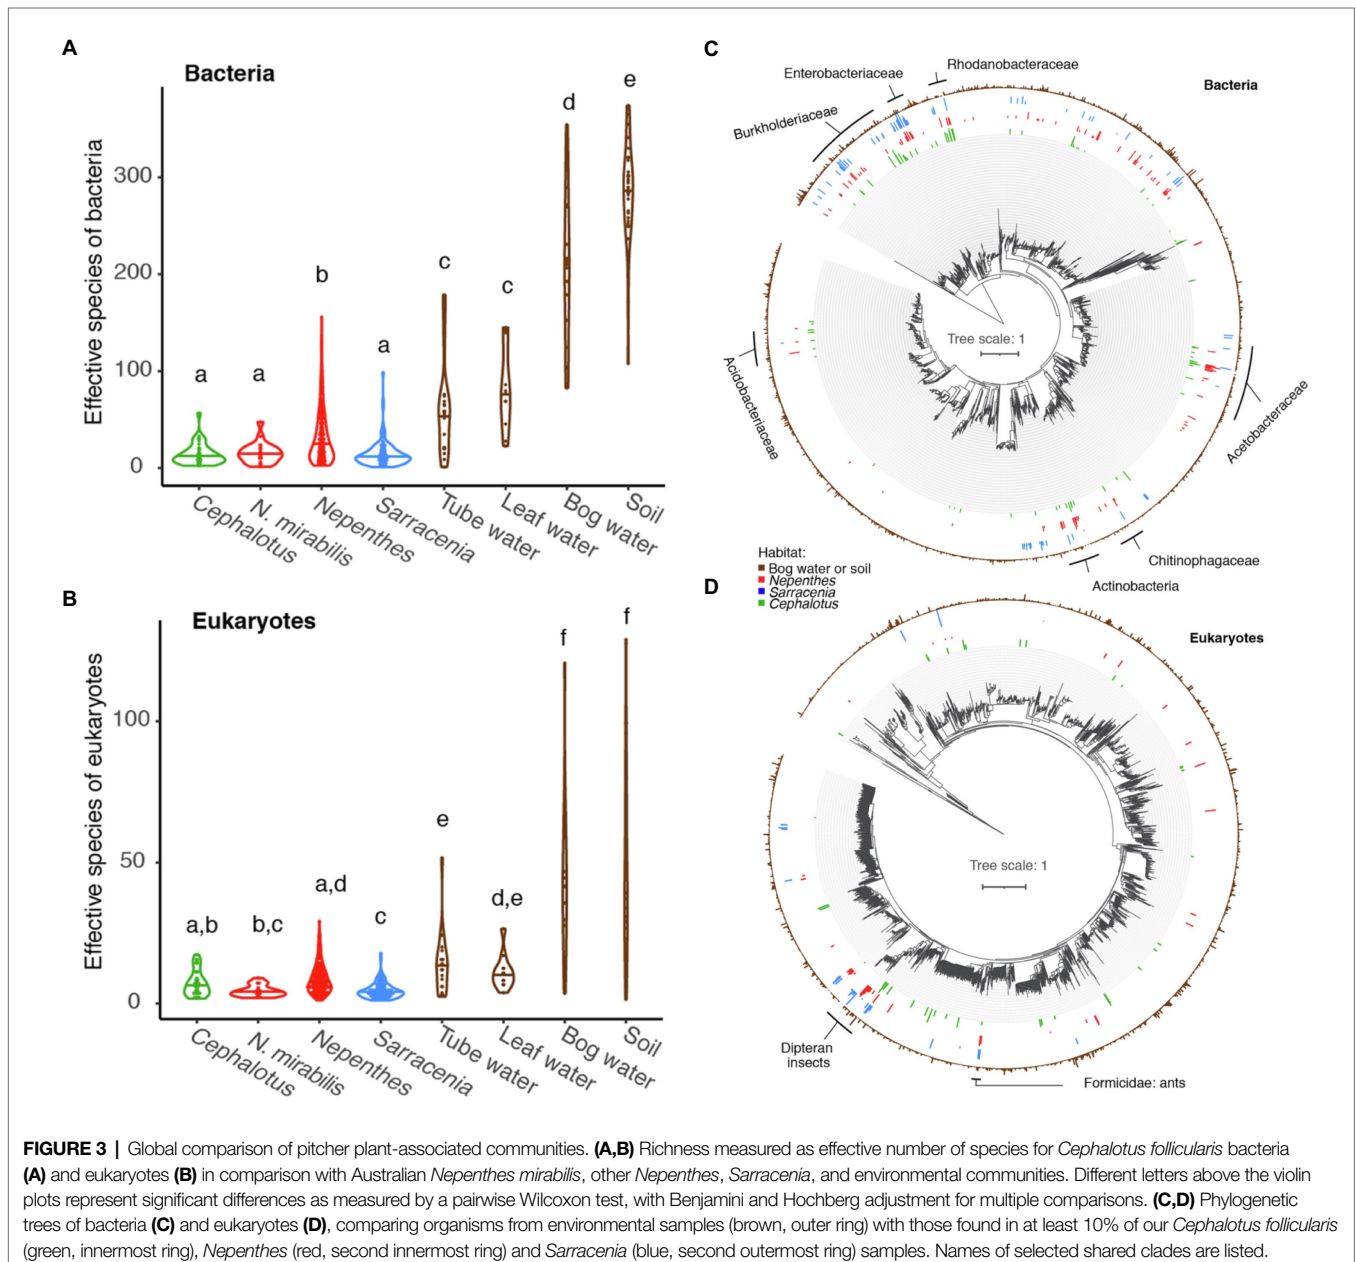 A
Bacteria
Effective species of bacteria
300
200
100
0
a
a
b
a
c
c
d
e
Cephalotus
N. mirabilis
Nepenthes
Sarracenia
Tube water
Leaf water
Bog water
Soil
B
Eukaryotes
Effective species of eukaryotes
100
50
0
a,b
b,c
a,d
c
e
d,e
f
f
Cephalotus
N. mirabilis
Nepenthes
Sarracenia
Tube water
Leaf water
Bog water
Soil
C
Bacteria
Rhodanobacteraceae
Enterobacteriaceae
Burkholderiaceae
Acidobacteriaceae
Acetobacteraceae
Chitinophagaceae
Actinobacteria
Tree scale: 1
Habitat:
Bog water or soil
Nepenthes
Sarracenia
Cephalotus
D
Eukaryotes
Tree scale: 1
Dipteran
insects
Formicidae: ants
FIGURE 3 | Global comparison of pitcher plant-associated communities. (A,B) Richness measured as effective number of species for Cephalotus follicularis bacteria
(A) and eukaryotes (B) in comparison with Australian Nepenthes mirabilis, other Nepenthes, Sarracenia, and environmental communities. Different letters above the violin
plots represent significant differences as measured by a pairwise Wilcoxon test, with Benjamini and Hochberg adjustment for multiple comparisons. (C,D) Phylogenetic
trees of bacteria (C) and eukaryotes (D), comparing organisms from environmental samples (brown, outer ring) with those found in at least 10% of our Cephalotus follicularis
(green, innermost ring), Nepenthes (red, second innermost ring) and Sarracenia (blue, second outermost ring) samples. Names of selected shared clades are listed.